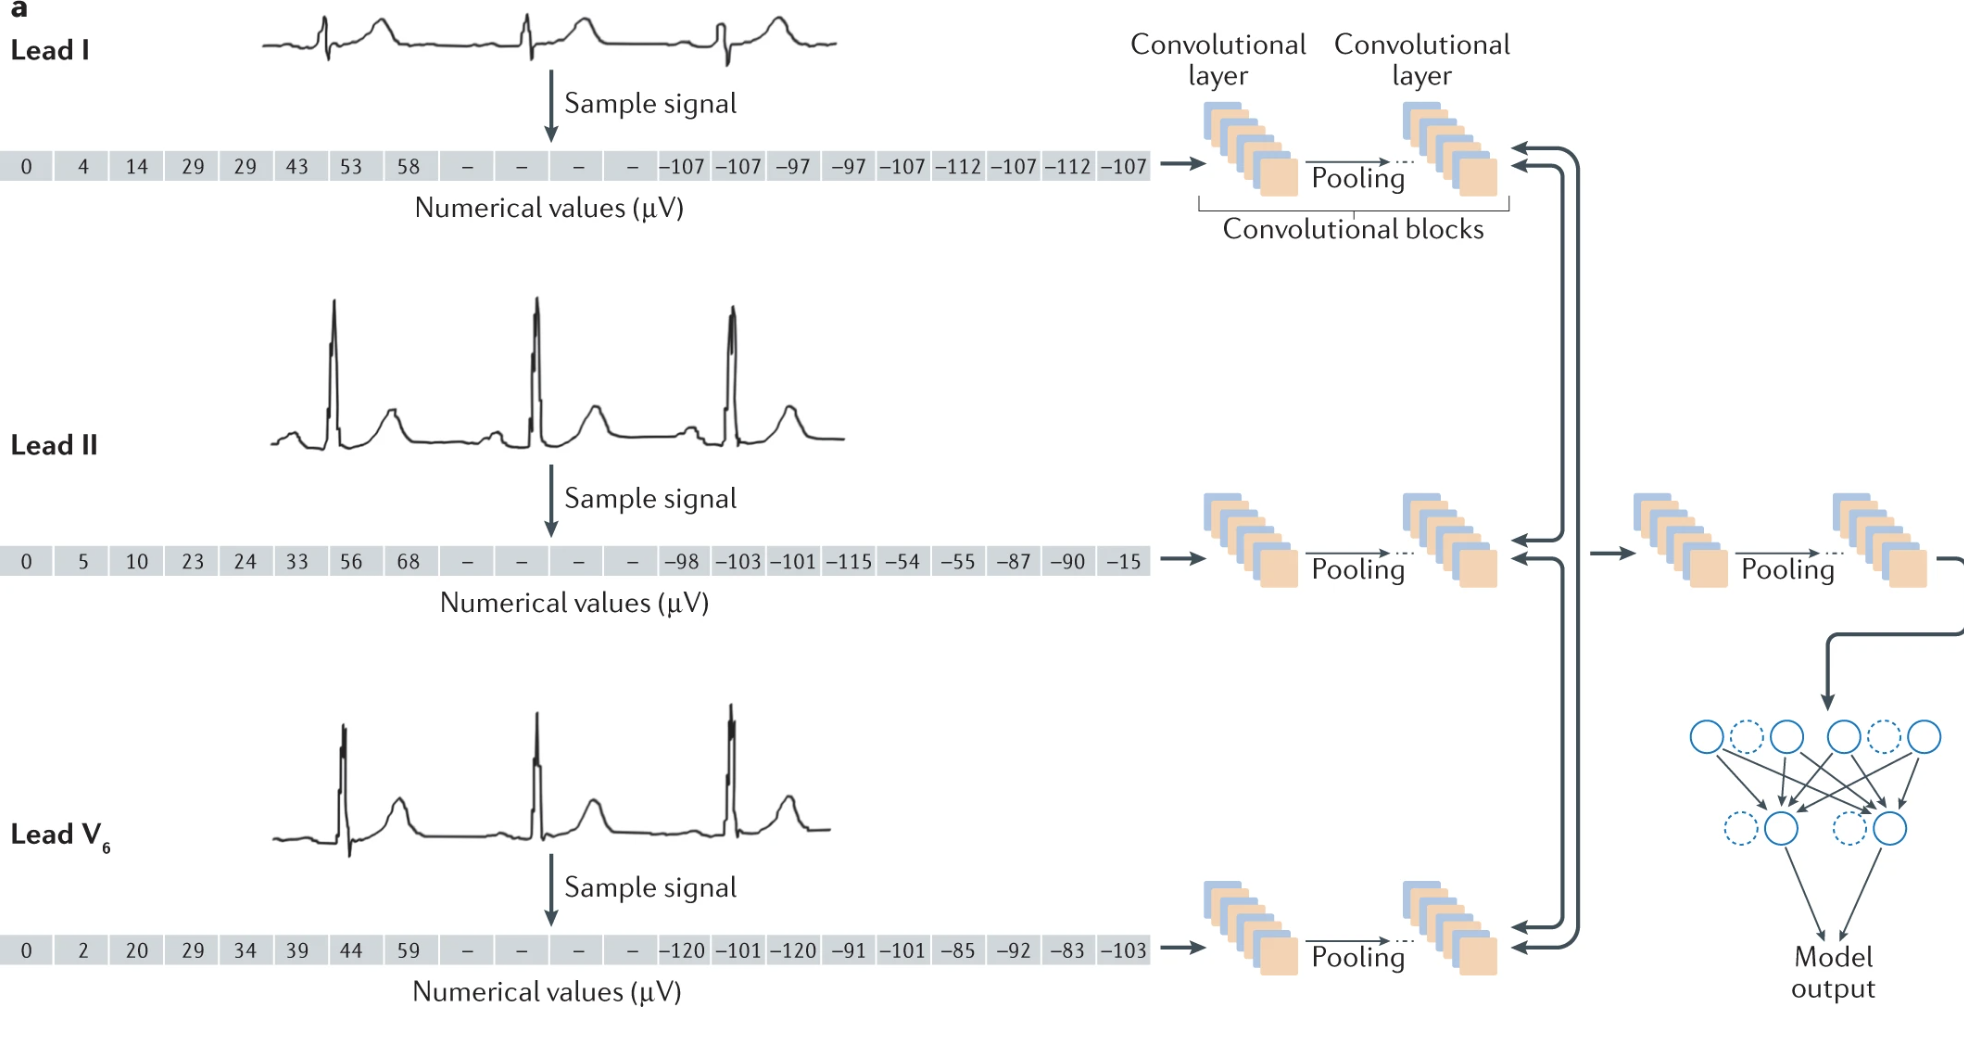 a
Lead I
Convolutional layer
Convolutional layer
Sample signal
0 4 14 29 29 43 53 58 – – – – –107 –107 –97 –97 –107 –112 –107 –112 –107
Pooling
Numerical values (μV)
Convolutional blocks
Lead II
Sample signal
0 5 10 23 24 33 56 68 – – – – –98 –103 –101 –115 –54 –55 –87 –90 –15
Pooling
Pooling
Numerical values (μV)
Lead V6
Sample signal
0 2 20 29 34 39 44 59 – – – – –120 –101 –120 –91 –101 –85 –92 –83 –103
Pooling
Numerical values (μV)
Model
output